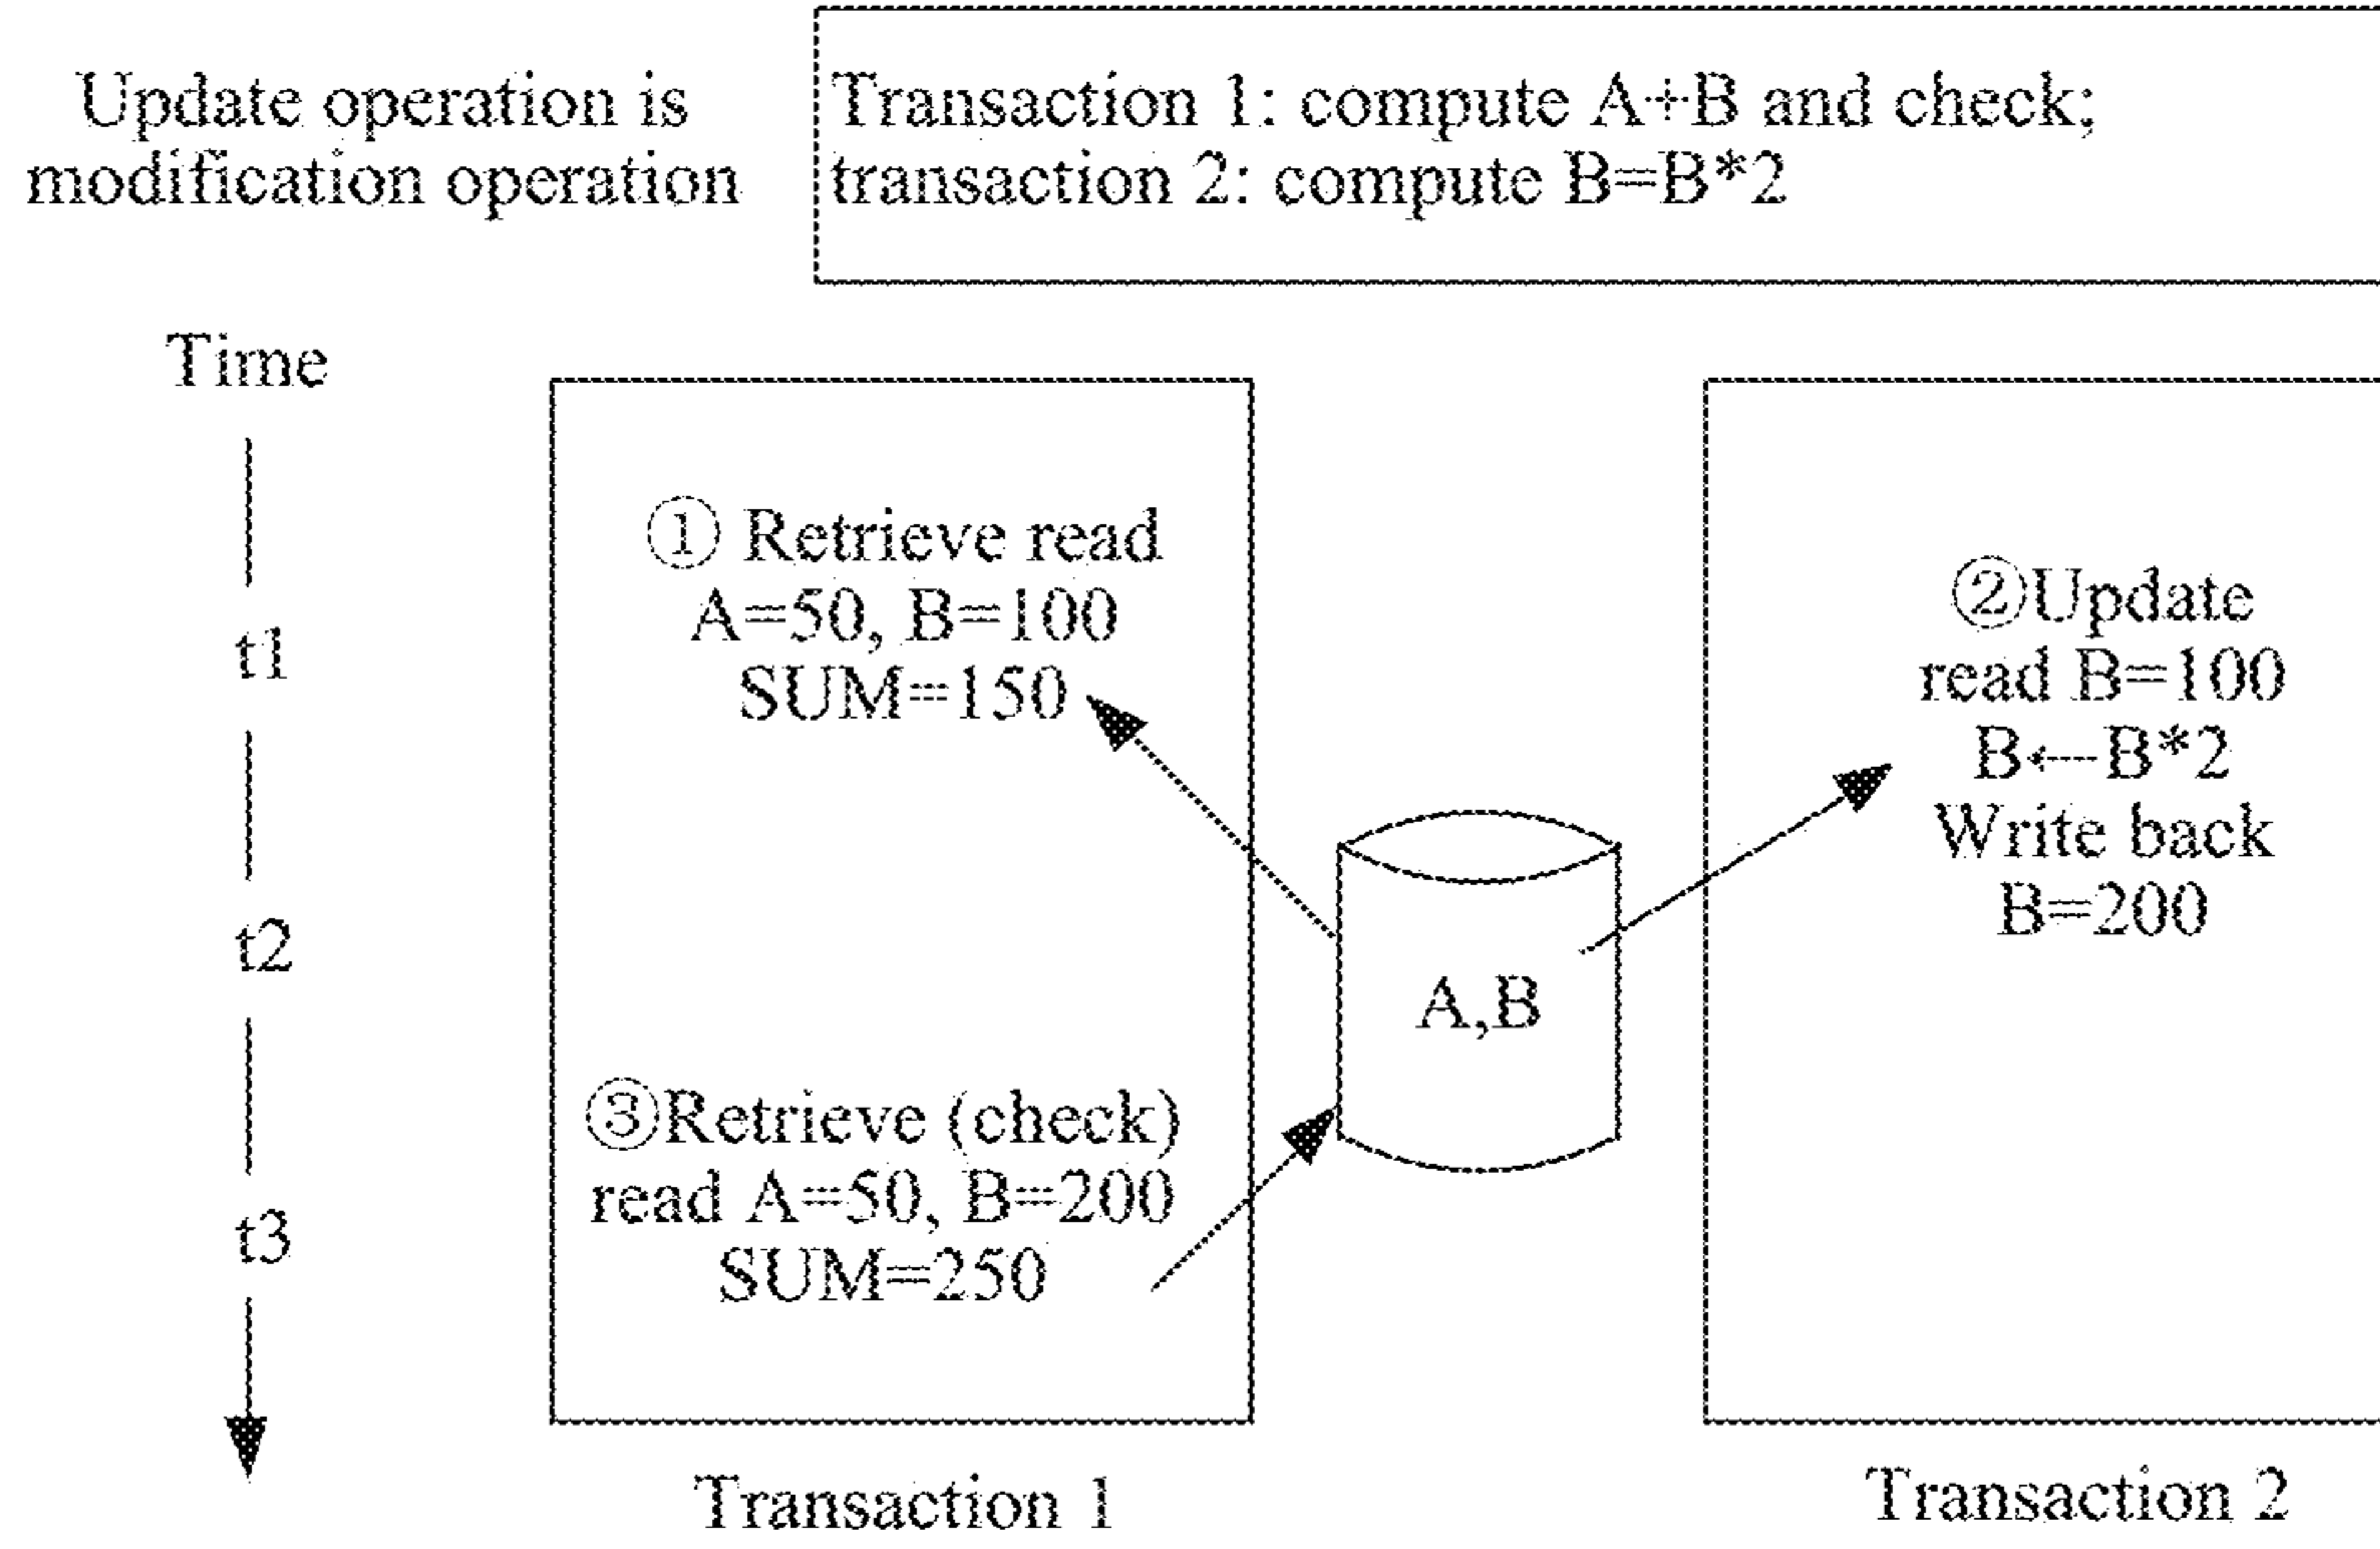 Update operation is
modification operation
Transaction 1: compute A+B and check;
transaction 2: compute B=B*2
Time
t1
t2
t3
① Retrieve read
A=50, B=100
SUM=150
③Retrieve (check)
read A=50, B=200
SUM=250
Transaction 1
A,B
②Update
read B=100
B←B*2
Write back
B=200
Transaction 2